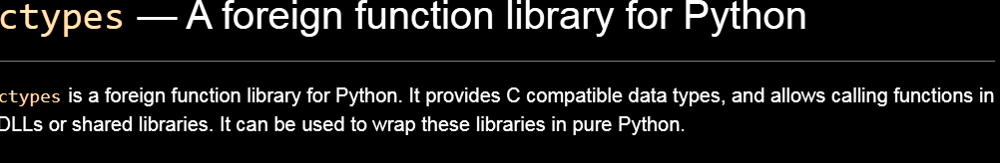 ctypes — A foreign function library for Python
ctypes is a foreign function library for Python. It provides C compatible data types, and allows calling functions in
DLLs or shared libraries. It can be used to wrap these libraries in pure Python.